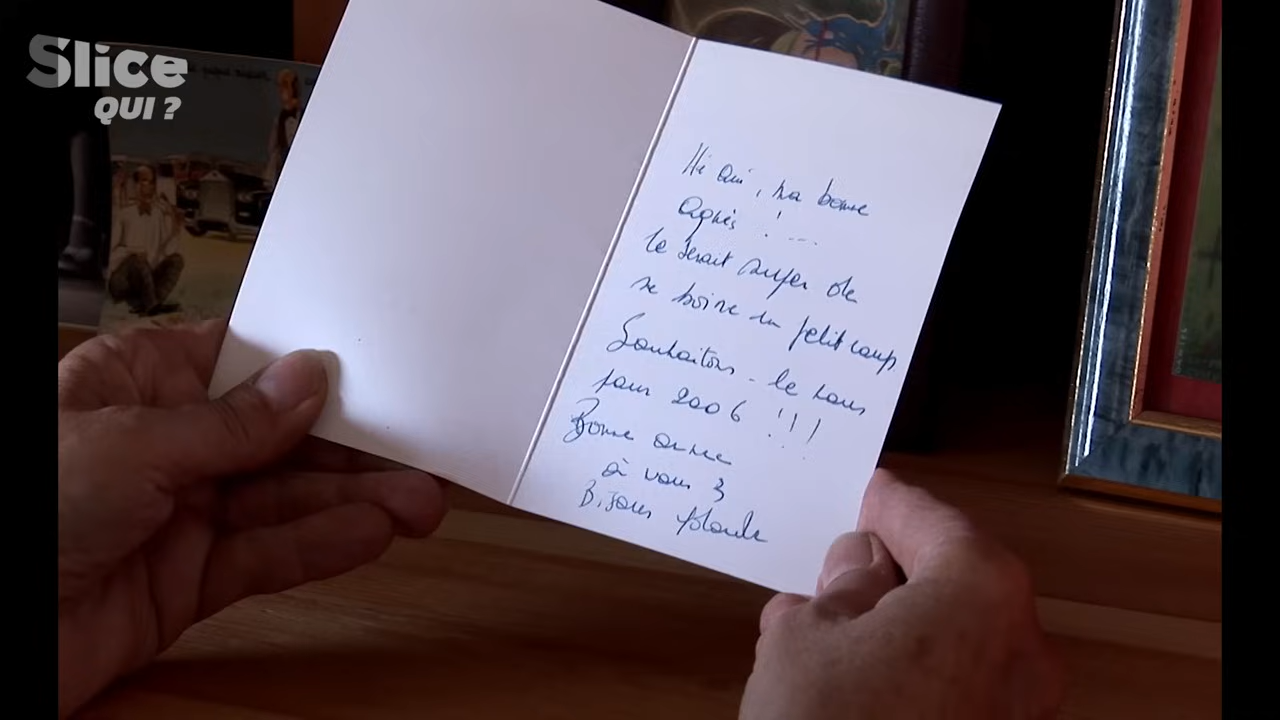 Slice
QUI ?
Hé oui, ma bonne
Agnès ! ...
Ce serait super de
se boire un petit coup
Souhaitons-le nous
pour 2006 !!!
Bonne année
à vous 3
Bisous